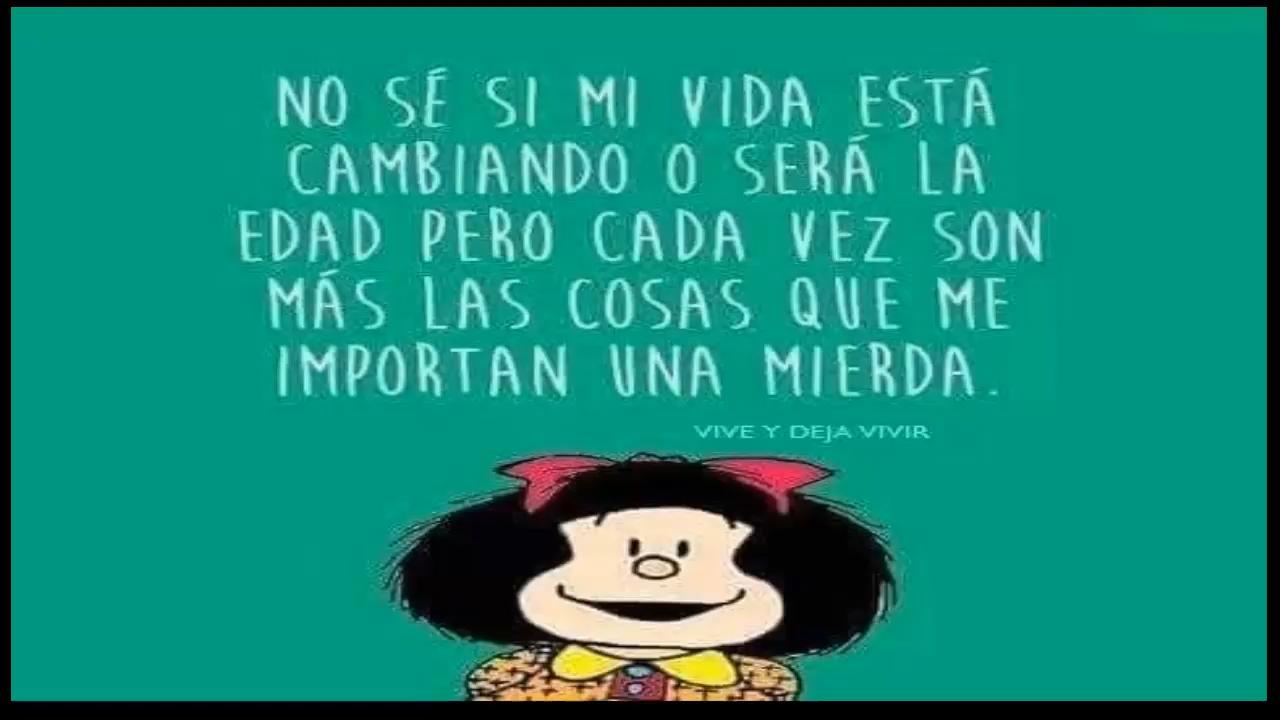 NO SÉ SI MI VIDA ESTÁ
CAMBIANDO O SERÁ LA
EDAD PERO CADA VEZ SON
MÁS LAS COSAS QUE ME
IMPORTAN UNA MIERDA.
VIVE Y DEJA VIVIR